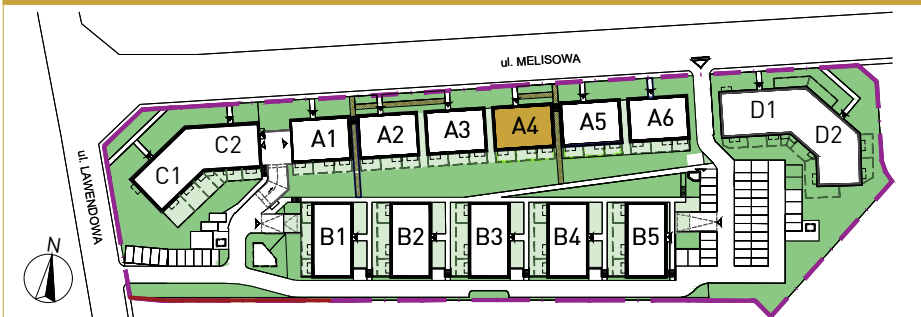 ul. MELISOWA
D1
D2
A1
A2
A3
A4
A5
A6
C2
C1
ul. LAWENDOWA
B1
B2
B3
B4
B5
N